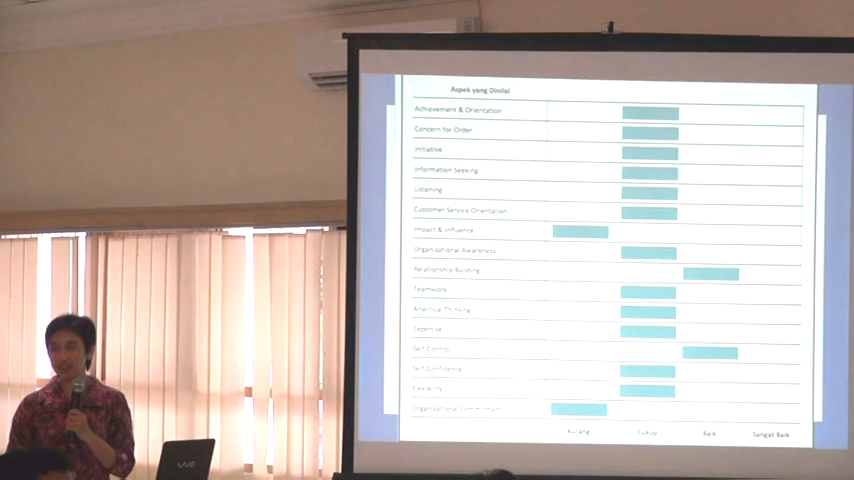 Aspek yang Dinilai
Achievement & Orientation
Concern for Order
Initiative
Information Seeking
Listening
Customer Service Orientation
Impact & Influence
Organizational Awareness
Relationship Building
Teamwork
Analitical Thinking
Expertise
Self Control
Self Confidence
Flexibility
Organizational Commitment
Kurang Cukup Baik Sangat Baik
VAIO